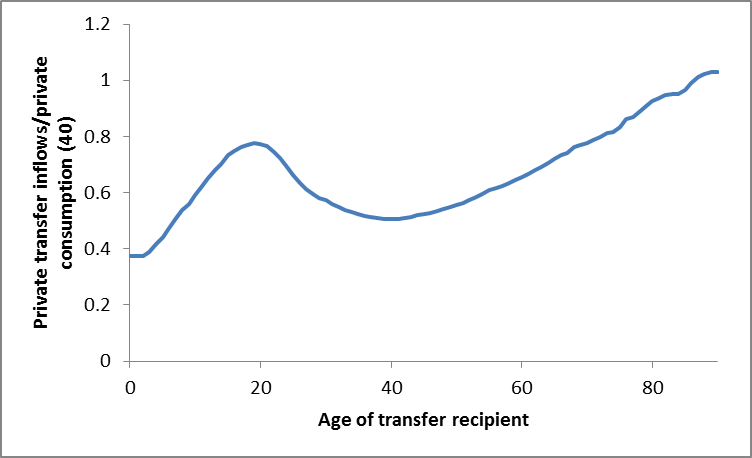 1.2
1
0.8
0.6
0.4
0.2
0
Private transfer inflows/private
consumption (40)
0 20 40 60 80
Age of transfer recipient